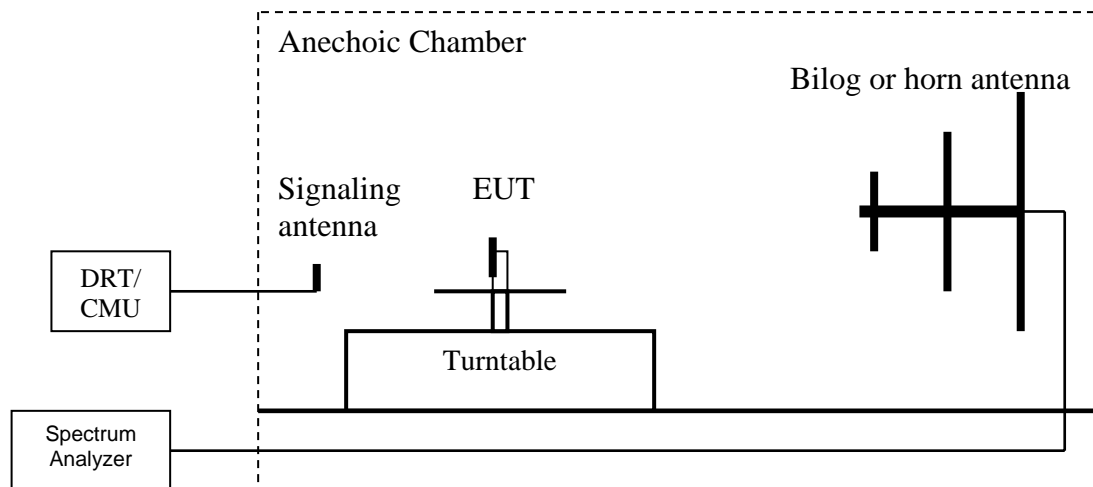 Anechoic Chamber
Bilog or horn antenna
Signaling
antenna
EUT
DRT/
CMU
Turntable
Spectrum
Analyzer